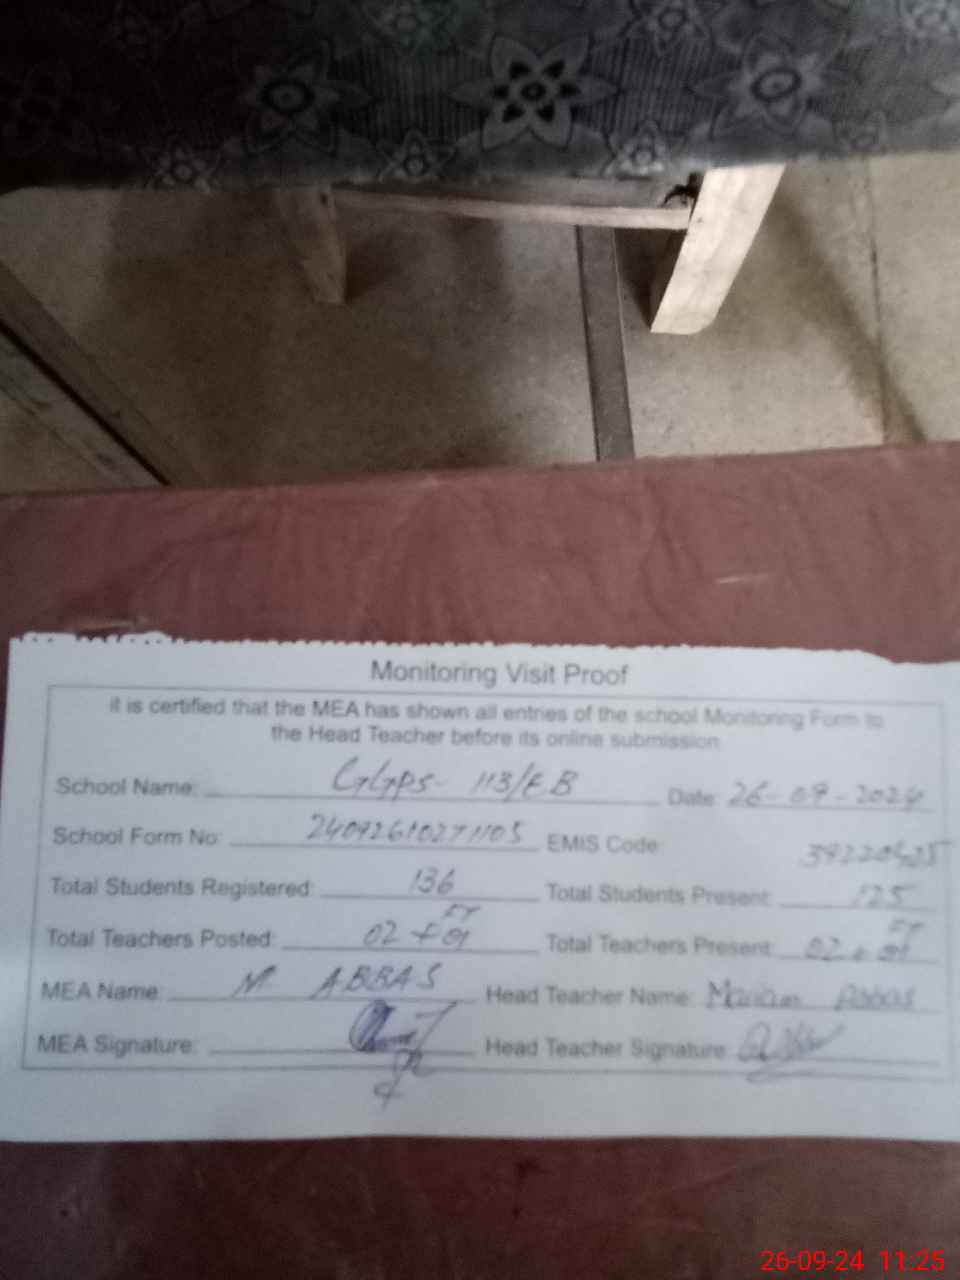 Monitoring Visit Proof
it is certified that the MEA has shown all entries of the school Monitoring Form to
the Head Teacher before its online submission
School Name: GGPS- 113/EB Date: 26-09-2024
School Form No: EMIS Code:
Total Students Registered: 136 Total Students Present: 125
Total Teachers Posted: 02 + Total Teachers Present: 02 +
MEA Name: M ABBAS Head Teacher Name: Abbas
MEA Signature: Head Teacher Signature:
26-09-24 11:25